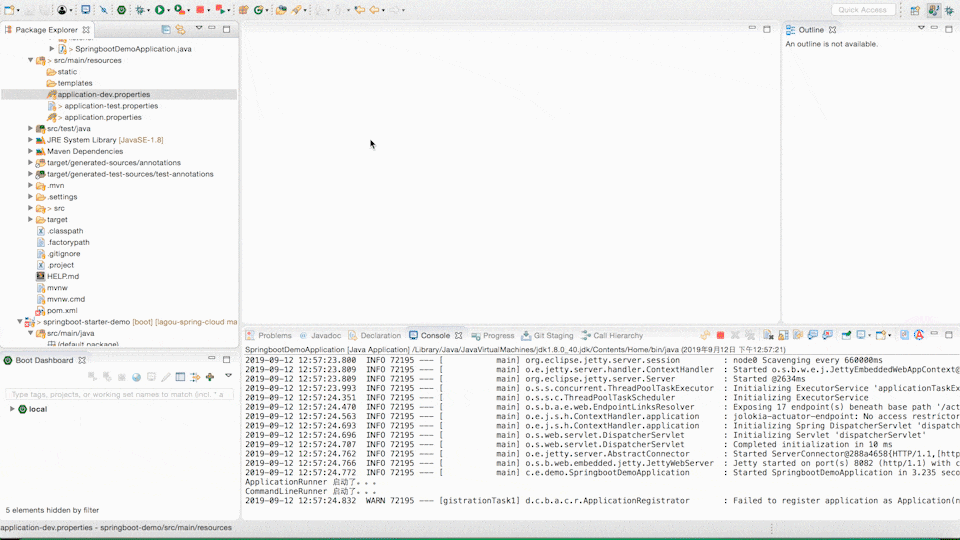 Quick Access
Package Explorer
> SpringbootDemoApplication.java
> src/main/resources
static
templates
application-dev.properties
> application-test.properties
> application.properties
src/test/java
JRE System Library [JavaSE-1.8]
Maven Dependencies
target/generated-sources/annotations
target/generated-test-sources/test-annotations
.mvn
.settings
> src
target
.classpath
.factorypath
.gitignore
.project
HELP.md
mvnw
mvnw.cmd
pom.xml
> springboot-starter-demo [boot] [lagou-spring-cloud ma
> src/main/java
(default package)
Outline
An outline is not available.
Boot Dashboard
Type tags, projects, or working set names to match (incl. * a
local
5 elements hidden by filter
Problems Javadoc Declaration Console Progress Git Staging Call Hierarchy
SpringbootDemoApplication [Java Application] /Library/Java/JavaVirtualMachines/jdk1.8.0_40.jdk/Contents/Home/bin/java (2019年9月12日 下午12:57:21)
2019-09-12 12:57:23.800 INFO 72195 --- [ main] org.eclipse.jetty.server.session : node0 Scavenging every 660000ms
2019-09-12 12:57:23.800 INFO 72195 --- [ main] o.e.jetty.server.handler.ContextHandler : Started o.s.b.w.e.j.JettyEmbeddedWebAppContext@
2019-09-12 12:57:23.800 INFO 72195 --- [ main] org.eclipse.jetty.server.Server : Started @2634ms
2019-09-12 12:57:23.993 INFO 72195 --- [ main] o.s.s.concurrent.ThreadPoolTaskExecutor : Initializing ExecutorService 'applicationTaskEx
2019-09-12 12:57:24.351 INFO 72195 --- [ main] o.s.s.c.ThreadPoolTaskScheduler : Initializing ExecutorService
2019-09-12 12:57:24.470 INFO 72195 --- [ main] o.s.b.a.e.web.EndpointLinksResolver : Exposing 17 endpoint(s) beneath base path '/act
2019-09-12 12:57:24.563 INFO 72195 --- [ main] o.e.j.s.h.ContextHandler.application : jolokia-actuator-endpoint: No access restrictor
2019-09-12 12:57:24.693 INFO 72195 --- [ main] o.e.j.s.h.ContextHandler.application : Initializing Spring DispatcherServlet 'dispatch
2019-09-12 12:57:24.696 INFO 72195 --- [ main] o.s.web.servlet.DispatcherServlet : Initializing Servlet 'dispatcherServlet'
2019-09-12 12:57:24.707 INFO 72195 --- [ main] o.s.web.servlet.DispatcherServlet : Completed initialization in 10 ms
2019-09-12 12:57:24.762 INFO 72195 --- [ main] o.e.jetty.server.AbstractConnector : Started ServerConnector@288a4658{HTTP/1.1,[http
2019-09-12 12:57:24.766 INFO 72195 --- [ main] o.s.b.web.embedded.jetty.JettyWebServer : Jetty started on port(s) 8082 (http/1.1) with c
2019-09-12 12:57:24.772 INFO 72195 --- [ main] c.e.demo.SpringbootDemoApplication : Started SpringbootDemoApplication in 3.235 seco
ApplicationRunner 启动了。。。
CommandLineRunner 启动了。。。
2019-09-12 12:57:24.832 WARN 72195 --- [gistrationTask1] d.c.b.a.c.r.ApplicationRegistrator : Failed to register application as Application(n
application-dev.properties - springboot-demo/src/main/resources